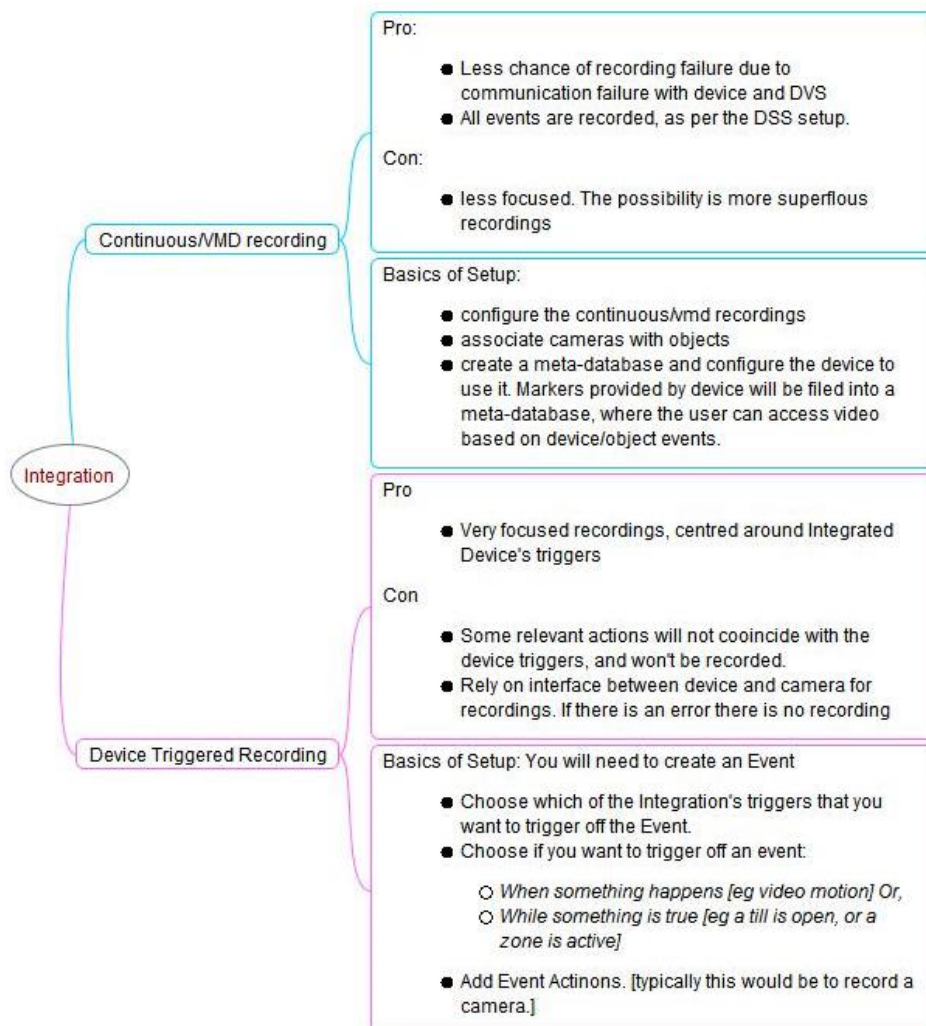 Pro:
Less chance of recording failure due to
communication failure with device and DVS
All events are recorded, as per the DSS setup.
Con:
less focused. The possibility is more superflous
recordings
Continuous/VMD recording
Basics of Setup:
configure the continuous/vmd recordings
associate cameras with objects
create a meta-database and configure the device to
use it. Markers provided by device will be filed into a
meta-database, where the user can access video
based on device/object events.
Integration
Pro
Very focused recordings, centred around Integrated
Device's triggers
Con
Some relevant actions will not cooincide with the
device triggers, and won't be recorded.
Rely on interface between device and camera for
recordings. If there is an error there is no recording
Device Triggered Recording
Basics of Setup: You will need to create an Event
Choose which of the Integration's triggers that you
want to trigger off the Event.
Choose if you want to trigger off an event:
When something happens [eg video motion] Or,
While something is true [eg a till is open, or a
zone is active]
Add Event Actinons. [typically this would be to record a
camera.]